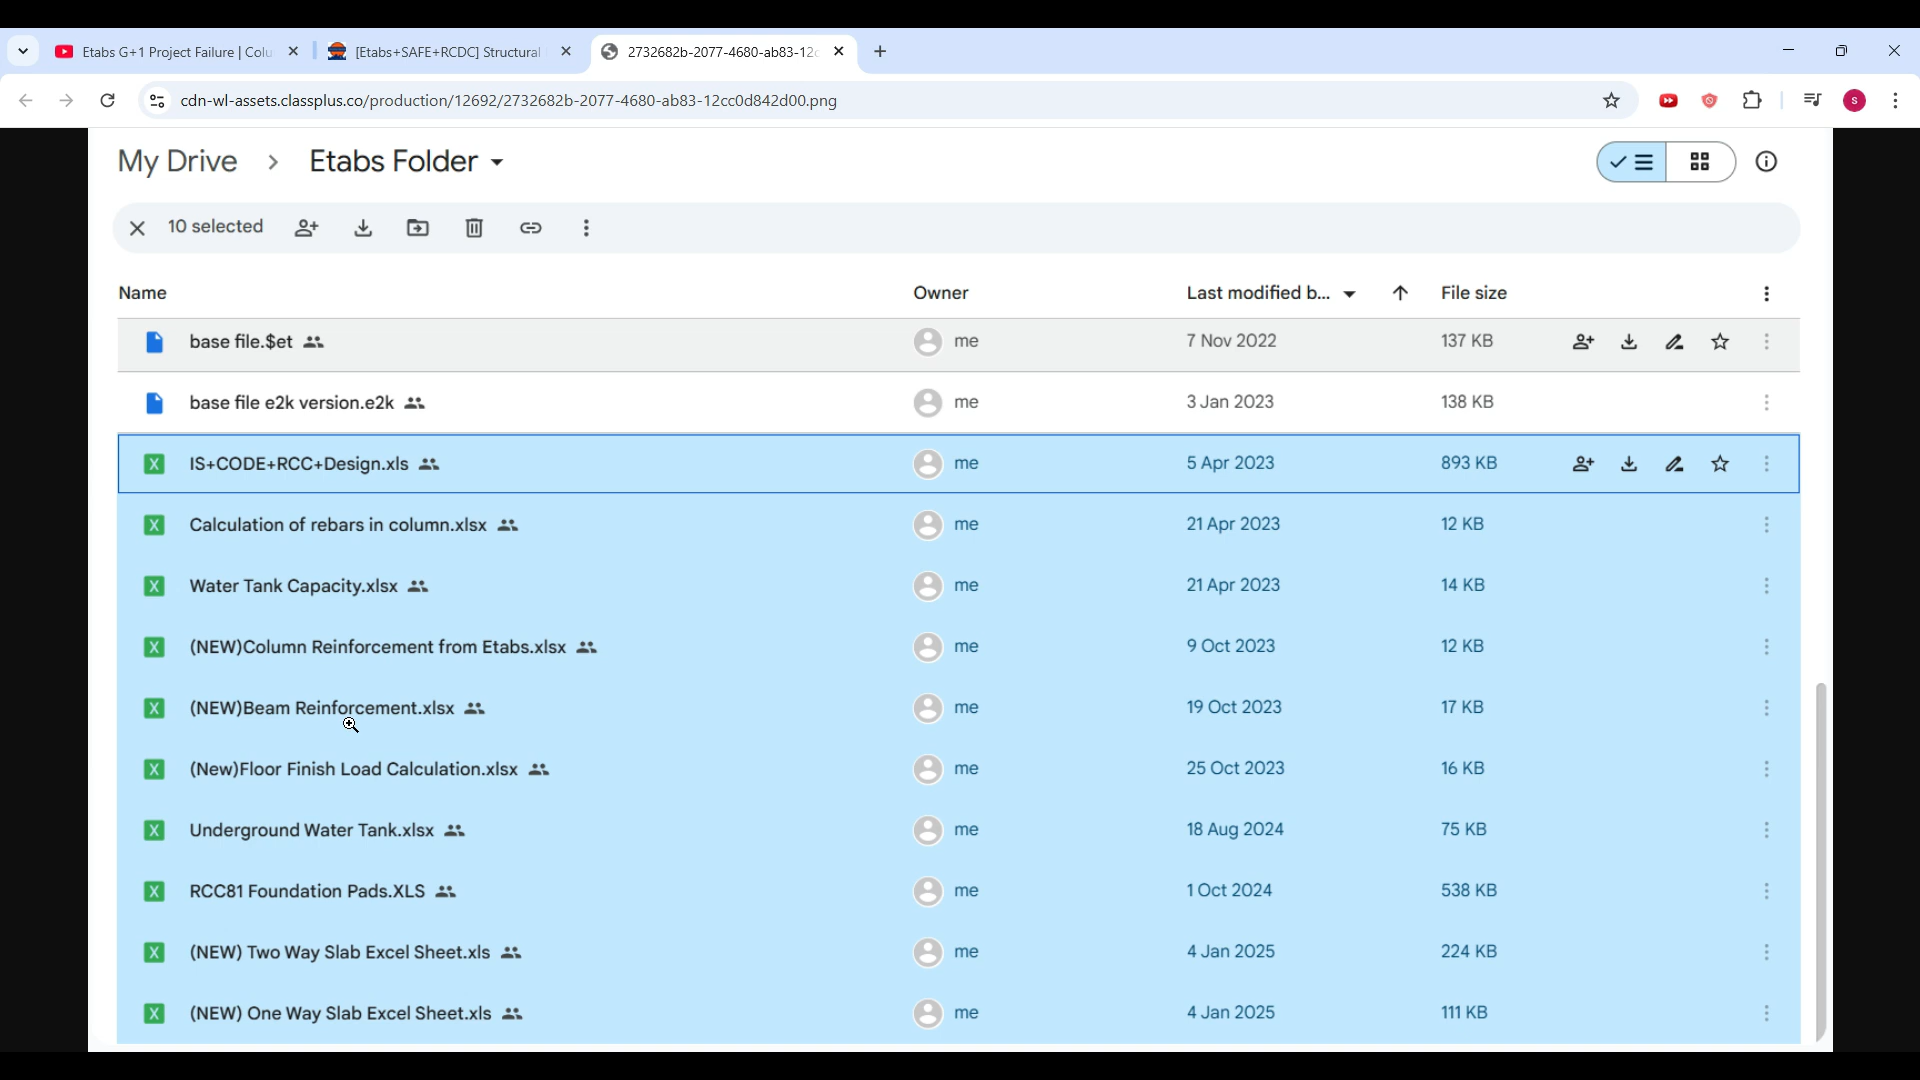 Etabs G+1 Project Failure | Colu
[Etabs+SAFE+RCDC] Structural
2732682b-2077-4680-ab83-12c
cdn-wl-assets.classplus.co/production/12692/2732682b-2077-4680-ab83-12cc0d842d00.png
S
My Drive > Etabs Folder
10 selected
Name Owner Last modified b... File size
base file.$et me 7 Nov 2022 137 KB
base file e2k version.e2k me 3 Jan 2023 138 KB
X IS+CODE+RCC+Design.xls me 5 Apr 2023 893 KB
X Calculation of rebars in column.xlsx me 21 Apr 2023 12 KB
X Water Tank Capacity.xlsx me 21 Apr 2023 14 KB
X (NEW)Column Reinforcement from Etabs.xlsx me 9 Oct 2023 12 KB
X (NEW)Beam Reinforcement.xlsx me 19 Oct 2023 17 KB
X (New)Floor Finish Load Calculation.xlsx me 25 Oct 2023 16 KB
X Underground Water Tank.xlsx me 18 Aug 2024 75 KB
X RCC81 Foundation Pads.XLS me 1 Oct 2024 538 KB
X (NEW) Two Way Slab Excel Sheet.xls me 4 Jan 2025 224 KB
X (NEW) One Way Slab Excel Sheet.xls me 4 Jan 2025 111 KB